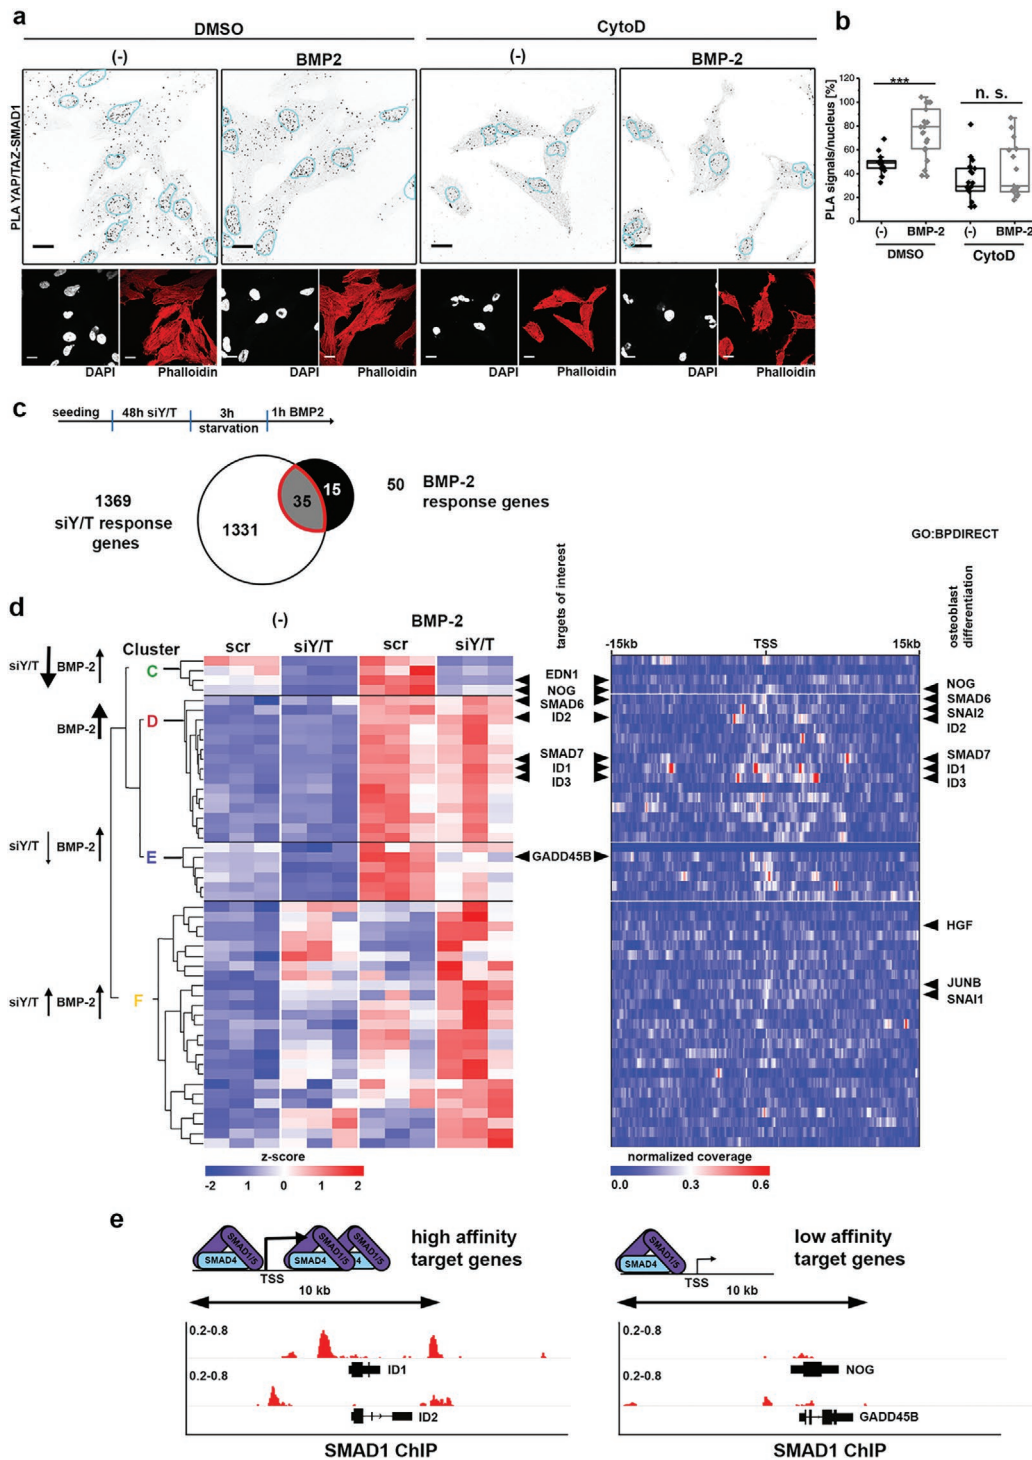 a
DMSO
CytoD
(-)
BMP2
(-)
BMP-2
PLA YAP/TAZ-SMAD1
DAPI
Phalloidin
DAPI
Phalloidin
DAPI
Phalloidin
DAPI
Phalloidin
b
PLA signals/nucleus [%]
120
100
80
60
40
20
0
***
n. s.
(-)
BMP-2
(-)
BMP-2
DMSO
CytoD
c
seeding
48h siY/T
3h
starvation
1h BMP2
1369
siY/T response
genes
1331
35
15
50
BMP-2
response genes
GO:BPDIRECT
d
(-)
BMP-2
Cluster
scr
siY/T
scr
siY/T
targets of interest
-15kb
TSS
15kb
osteoblast
differentiation
siY/T
BMP-2
C
BMP-2
D
siY/T
BMP-2
E
siY/T
BMP-2
F
EDN1
NOG
SMAD6
ID2
SMAD7
ID1
ID3
GADD45B
NOG
SMAD6
SNAI2
ID2
SMAD7
ID1
ID3
HGF
JUNB
SNAI1
z-score
-2
1
0
1
2
normalized coverage
0.0
0.3
0.6
e
SMAD4
SMAD1/5
TSS
SMAD4
SMAD1/5
4
SMAD1/5
high affinity
target genes
10 kb
0.2-0.8
ID1
0.2-0.8
ID2
SMAD1 ChIP
SMAD4
SMAD1/5
TSS
low affinity
target genes
10 kb
0.2-0.8
NOG
0.2-0.8
GADD45B
SMAD1 ChIP